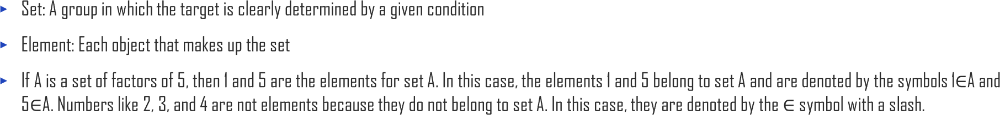 ▸ Set: A group in which the target is clearly determined by a given condition
▸ Element: Each object that makes up the set
▸ If A is a set of factors of 5, then 1 and 5 are the elements for set A. In this case, the elements 1 and 5 belong to set A and are denoted by the symbols 1∈A and
5∈A. Numbers like 2, 3, and 4 are not elements because they do not belong to set A. In this case, they are denoted by the ∈ symbol with a slash.